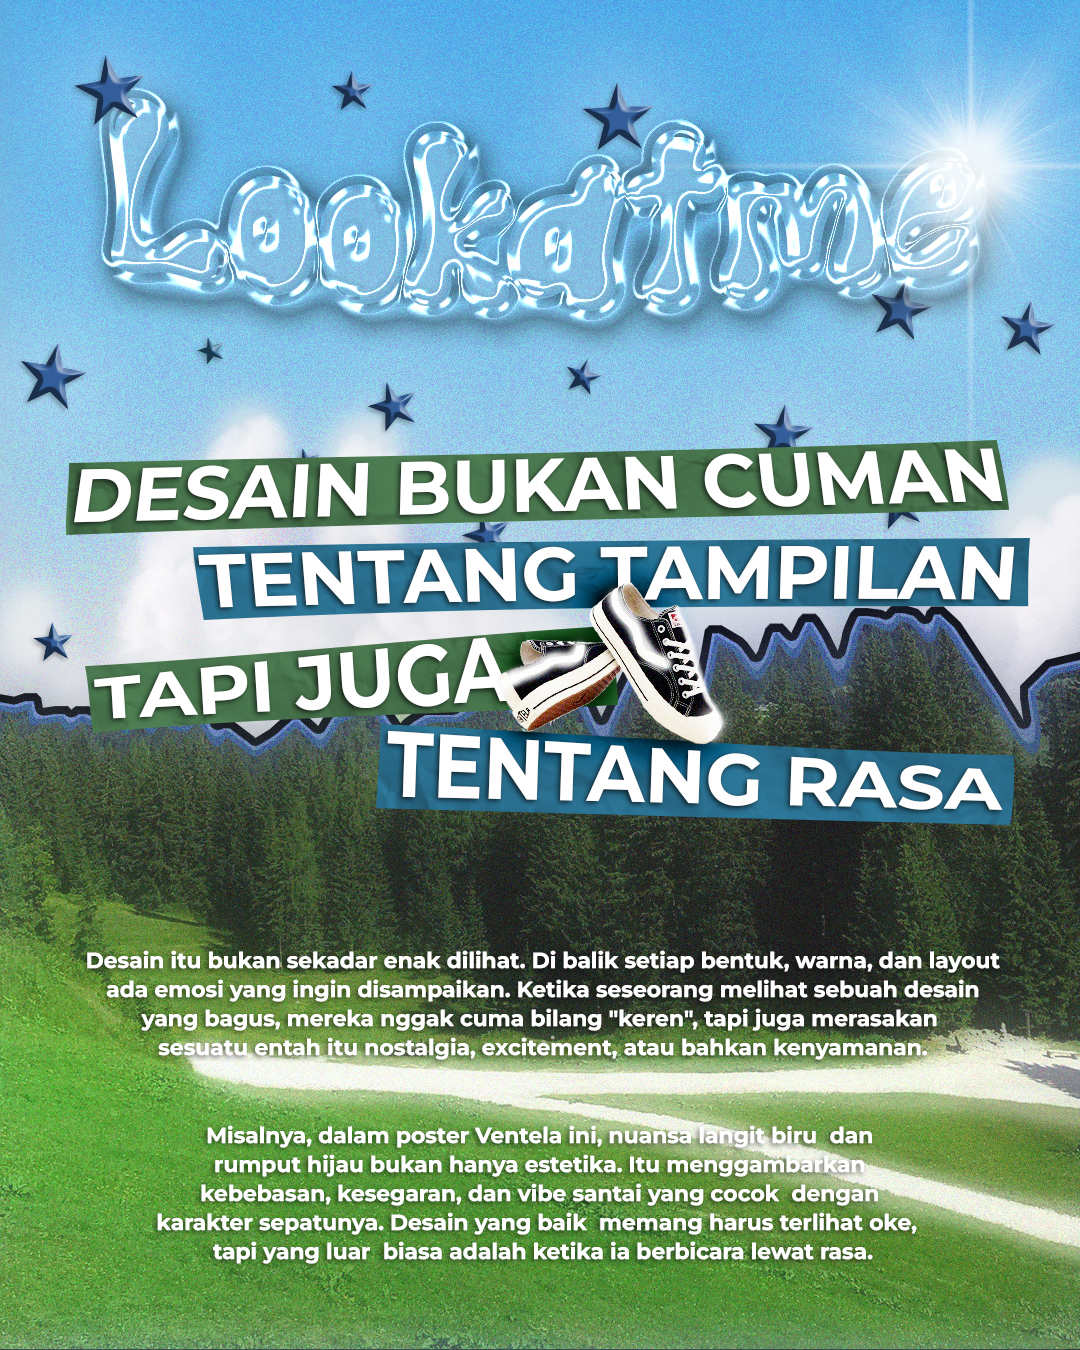 Lookatme
DESAIN BUKAN CUMAN
TENTANG TAMPILAN
TAPI JUGA
TENTANG RASA
Desain itu bukan sekadar enak dilihat. Di balik setiap bentuk, warna, dan layout
ada emosi yang ingin disampaikan. Ketika seseorang melihat sebuah desain
yang bagus, mereka nggak cuma bilang "keren", tapi juga merasakan
sesuatu entah itu nostalgia, excitement, atau bahkan kenyamanan.
Misalnya, dalam poster Ventela ini, nuansa langit biru  dan
rumput hijau bukan hanya estetika. Itu menggambarkan
kebebasan, kesegaran, dan vibe santai yang cocok  dengan
karakter sepatunya. Desain yang baik  memang harus terlihat oke,
tapi yang luar  biasa adalah ketika ia berbicara lewat rasa.